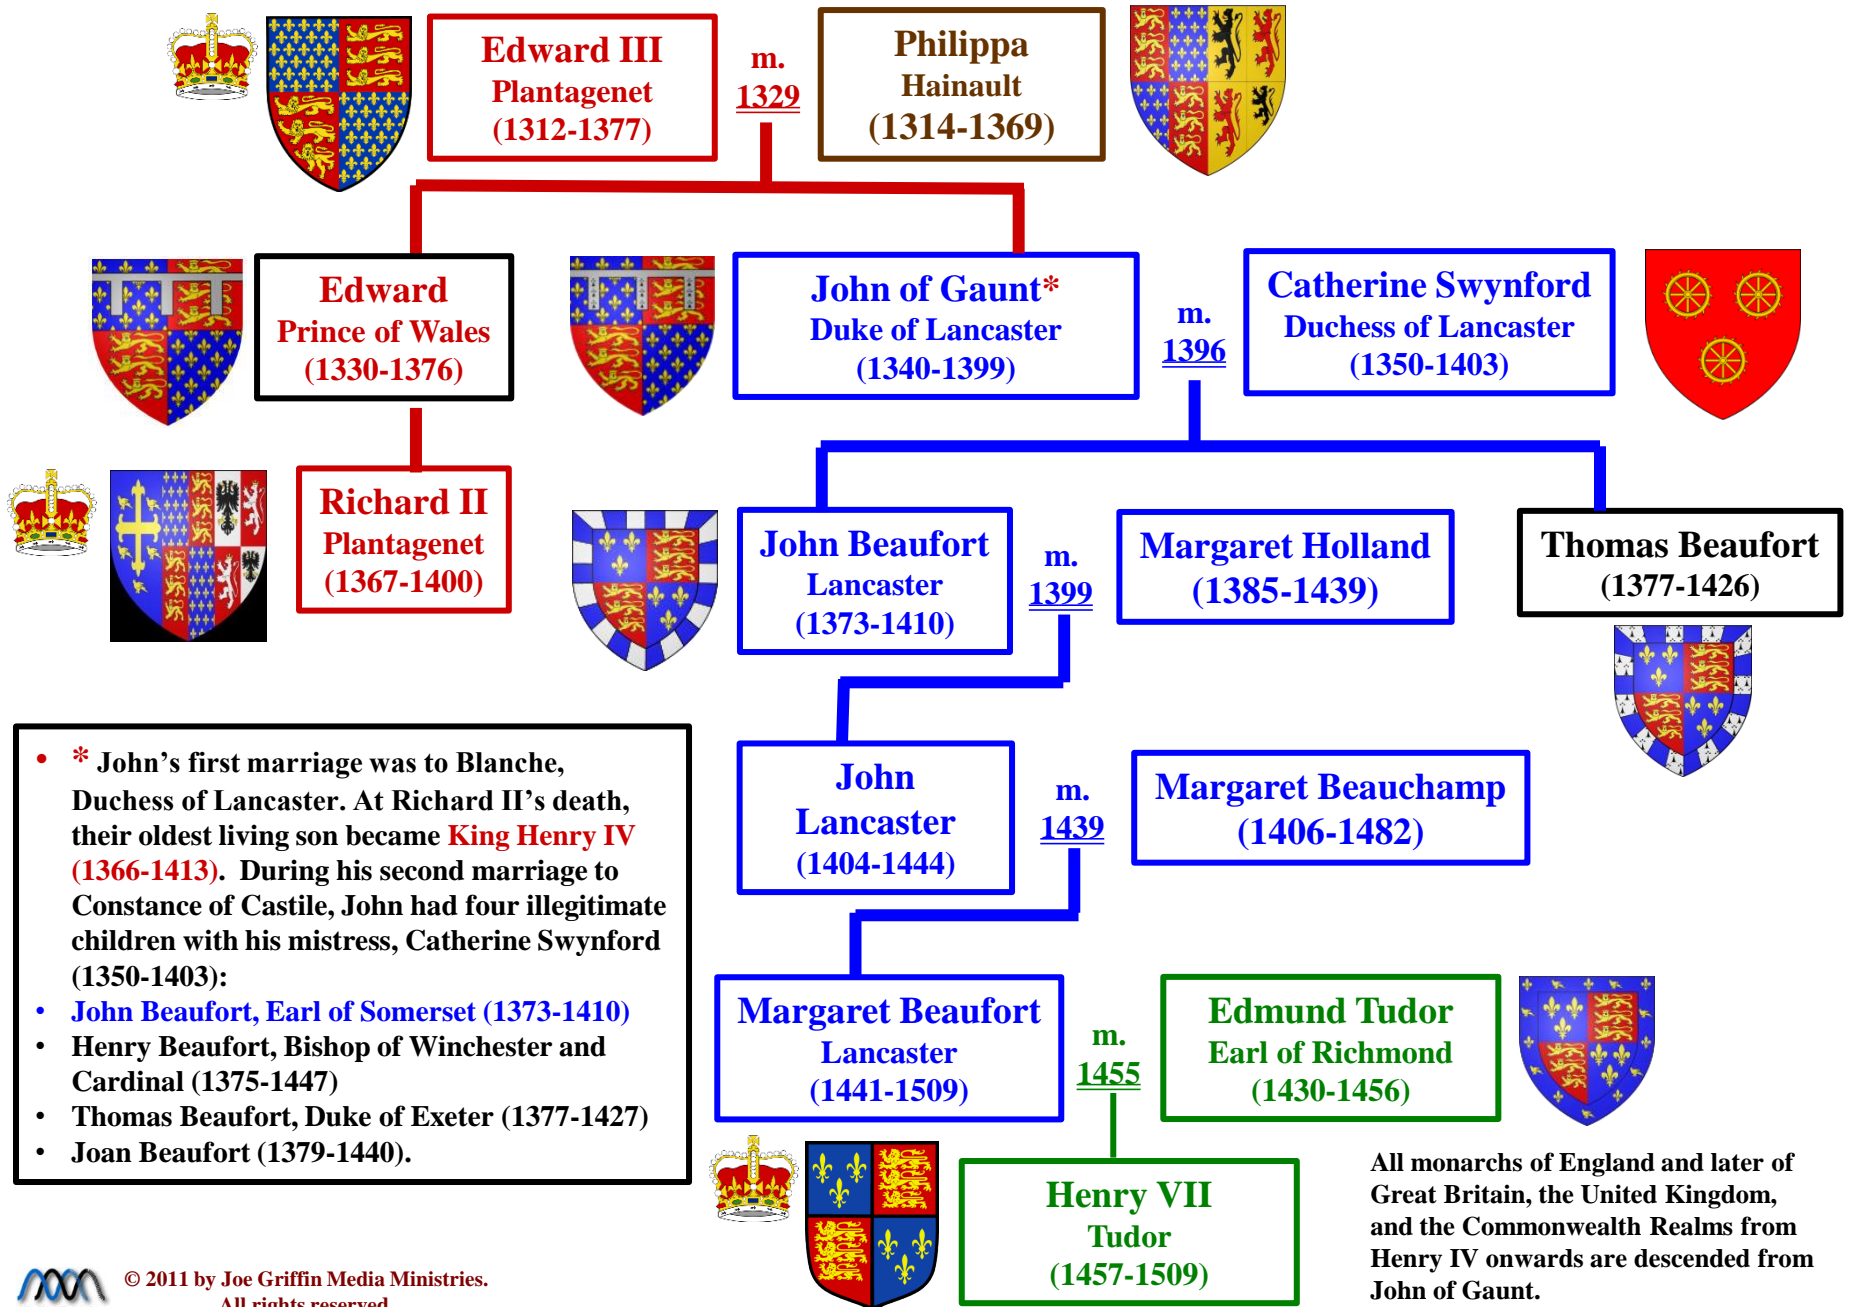 Edward III
Plantagenet
(1312-1377)
m.
1329
Philippa
Hainault
(1314-1369)
Edward
Prince of Wales
(1330-1376)
John of Gaunt*
Duke of Lancaster
(1340-1399)
m.
1396
Catherine Swynford
Duchess of Lancaster
(1350-1403)
Richard II
Plantagenet
(1367-1400)
John Beaufort
Lancaster
(1373-1410)
m.
1399
Margaret Holland
(1385-1439)
Thomas Beaufort
(1377-1426)
John
Lancaster
(1404-1444)
m.
1439
Margaret Beauchamp
(1406-1482)
• * John’s first marriage was to Blanche,
Duchess of Lancaster. At Richard II’s death,
their oldest living son became King Henry IV
(1366-1413). During his second marriage to
Constance of Castile, John had four illegitimate
children with his mistress, Catherine Swynford
(1350-1403):
• John Beaufort, Earl of Somerset (1373-1410)
• Henry Beaufort, Bishop of Winchester and
Cardinal (1375-1447)
• Thomas Beaufort, Duke of Exeter (1377-1427)
• Joan Beaufort (1379-1440).
Margaret Beaufort
Lancaster
(1441-1509)
m.
1455
Edmund Tudor
Earl of Richmond
(1430-1456)
Henry VII
Tudor
(1457-1509)
All monarchs of England and later of
Great Britain, the United Kingdom,
and the Commonwealth Realms from
Henry IV onwards are descended from
John of Gaunt.
© 2011 by Joe Griffin Media Ministries.
All rights reserved